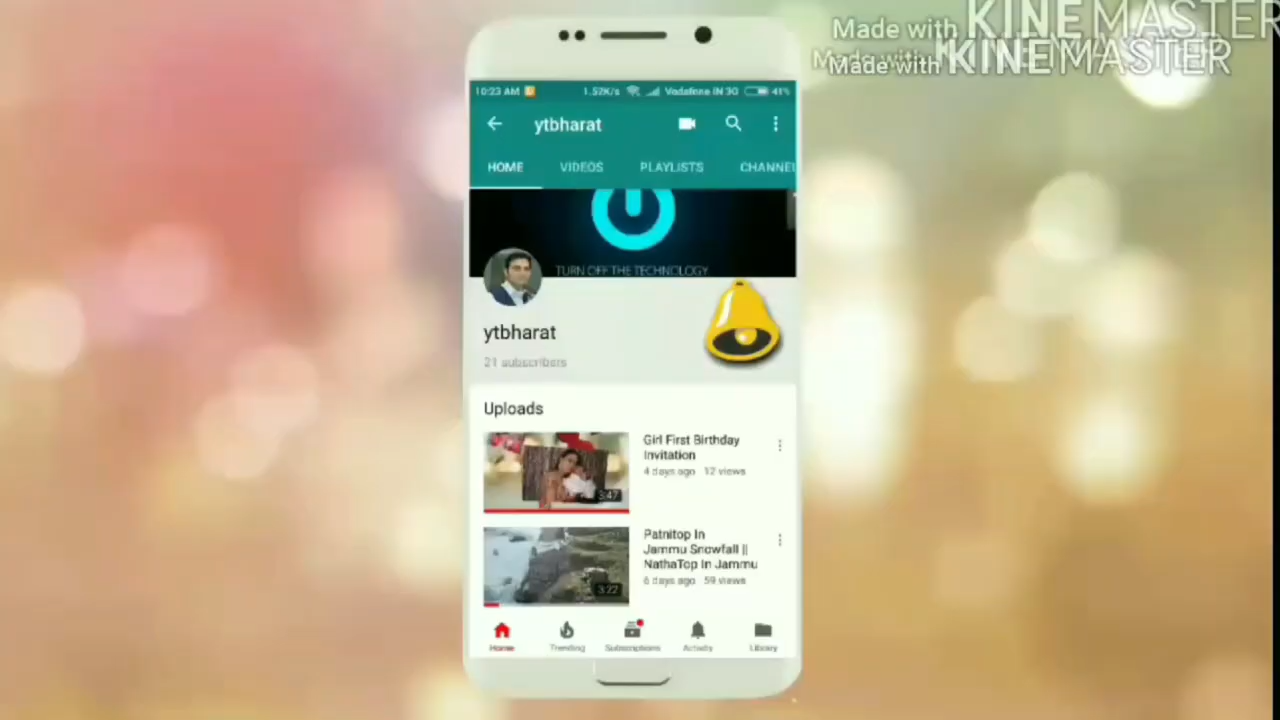 Made with KINEMASTER
Made with
Made with KINEMASTER
10:23 AM 1.52K/s Vodafone IN 3G 41%
ytbharat
HOME VIDEOS PLAYLISTS CHANNEL
TURN OFF THE TECHNOLOGY
ytbharat
21 subscribers
Uploads
Girl First Birthday
Invitation
4 days ago 12 views
3:47
Patnitop In
Jammu Snowfall ||
NathaTop In Jammu
6 days ago 59 views
3:22
Home Trending Subscriptions Activity Library